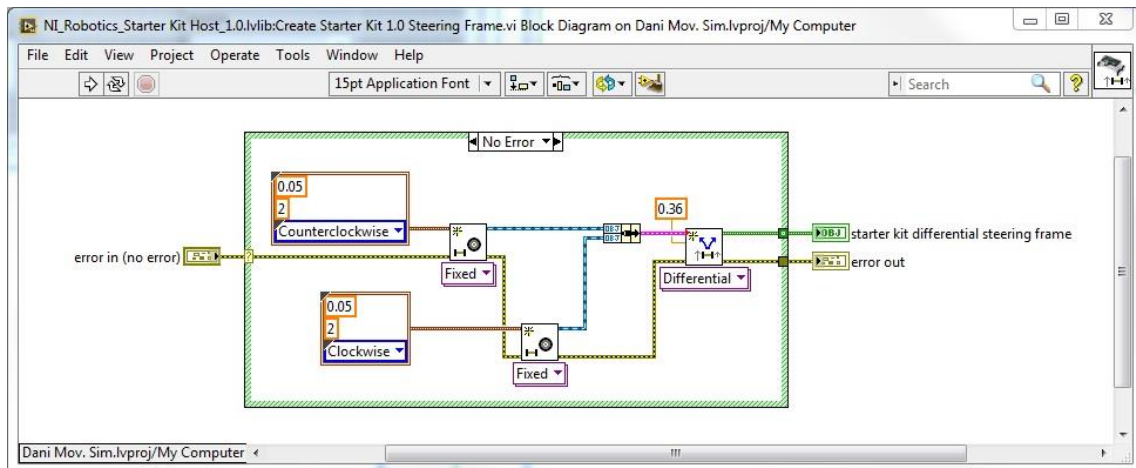 NI_Robotics_Starter Kit Host_1.0.lvlib:Create Starter Kit 1.0 Steering Frame.vi Block Diagram on Dani Mov. Sim.lvproj/My Computer
File Edit View Project Operate Tools Window Help
15pt Application Font
Search
No Error
0.05
2
Counterclockwise
0.36
OBJ
OBJ
OBJ
starter kit differential steering frame
error in (no error)
?
error out
Fixed
Differential
0.05
2
Clockwise
Fixed
Dani Mov. Sim.lvproj/My Computer